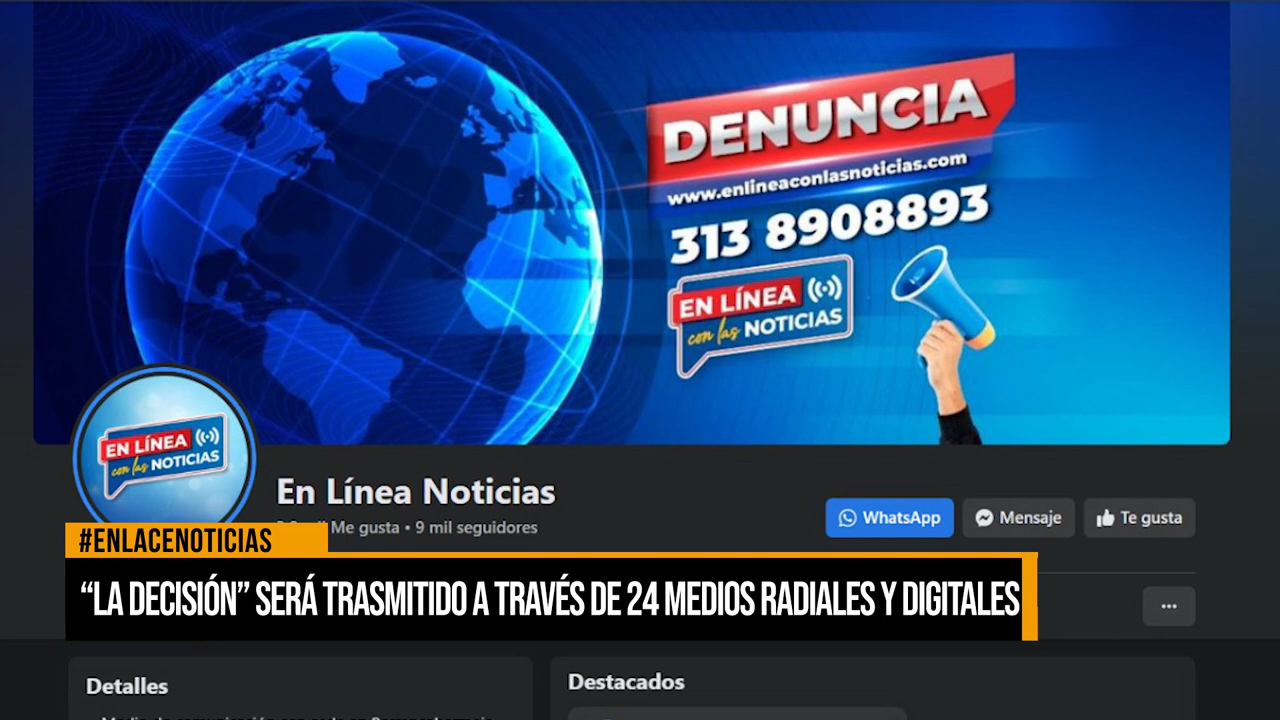 DENUNCIA
www.enlineaconlasnoticias.com
313 8908893
EN LÍNEA
con las NOTICIAS
EN LÍNEA
con las NOTICIAS
En Línea Noticias
Me gusta • 9 mil seguidores
WhatsApp
Mensaje
Te gusta
#ENLACENOTICIAS
“LA DECISIÓN” SERÁ TRASMITIDO A TRAVÉS DE 24 MEDIOS RADIALES Y DIGITALES
Detalles
Destacados